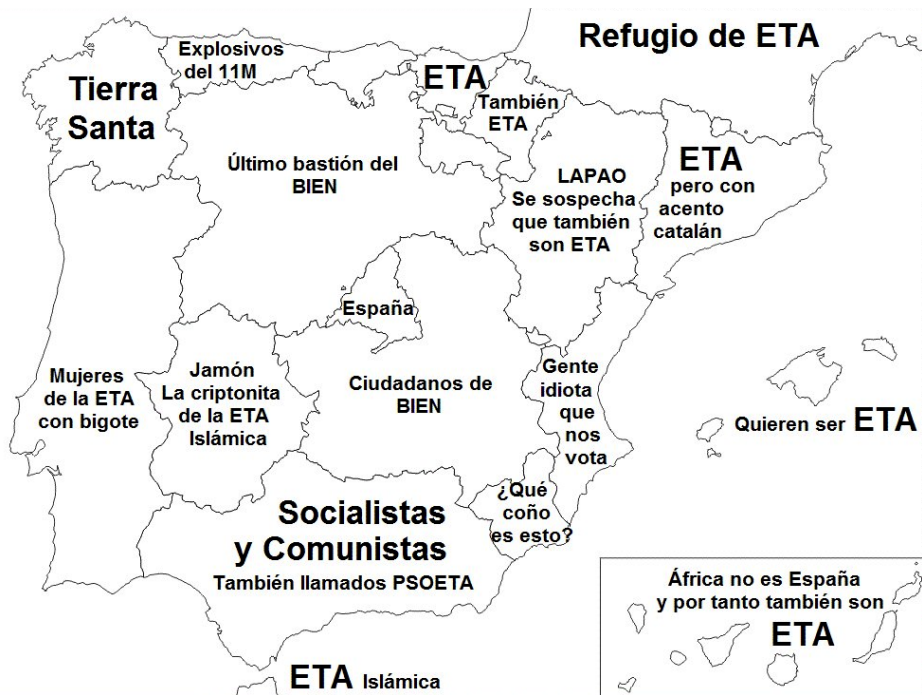 Refugio de ETA
Explosivos
del 11M
Tierra
Santa
ETA
También
ETA
Último bastión del
BIEN
LAPAO
Se sospecha
que también
son ETA
ETA
pero con
acento
catalán
España
Mujeres
de la ETA
con bigote
Jamón
La criptonita
de la ETA
Islámica
Ciudadanos de
BIEN
Gente
idiota
que
nos
vota
Quieren ser ETA
¿Qué
coño
es esto?
Socialistas
y Comunistas
También llamados PSOETA
África no es España
y por tanto también son
ETA
ETA Islámica